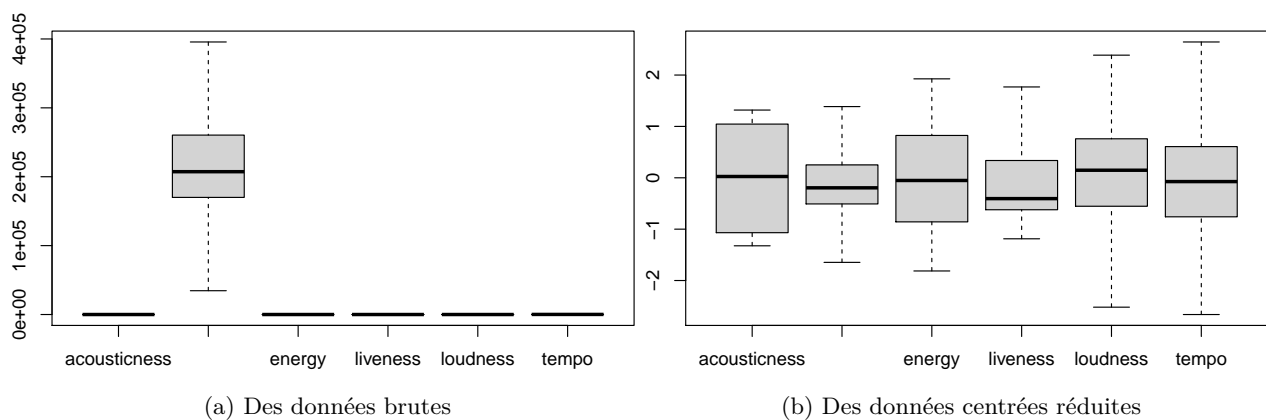 4e+05
3e+05
2e+05
1e+05
0e+00
acousticness energy liveness loudness tempo
(a) Des données brutes
2
1
0
−1
−2
acousticness energy liveness loudness tempo
(b) Des données centrées réduites